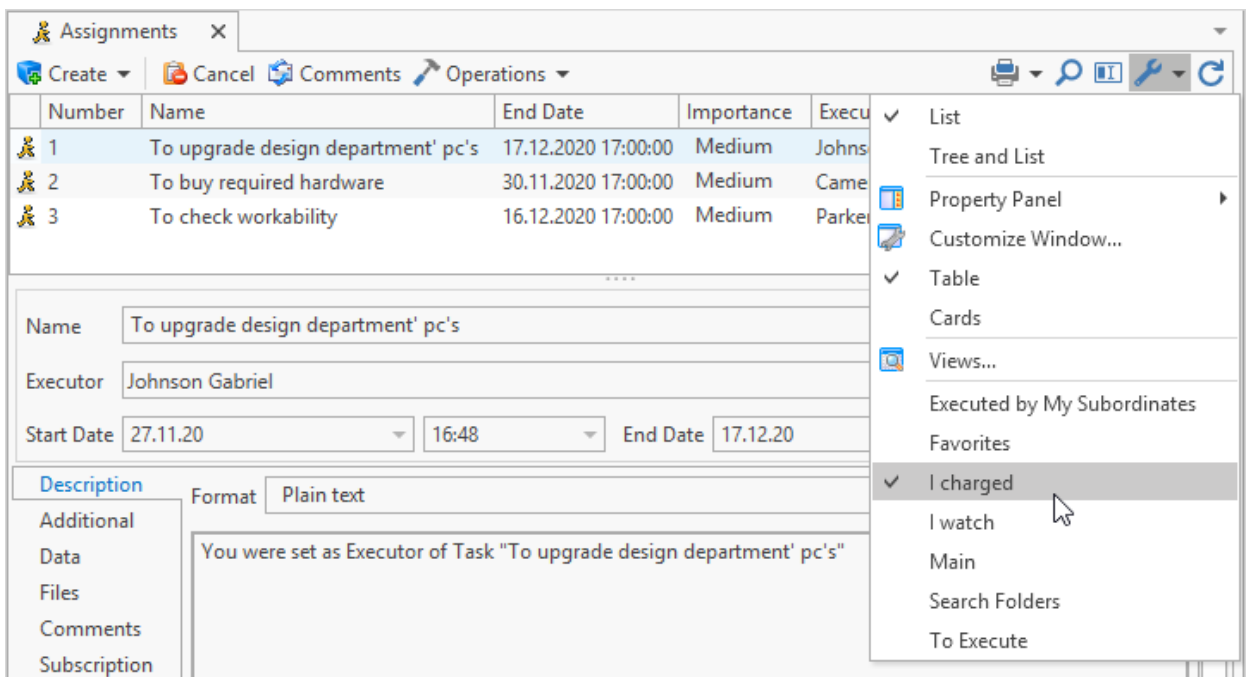 Assignments
Create Cancel Comments Operations
Number Name End Date Importance Execu
1 To upgrade design department' pc's 17.12.2020 17:00:00 Medium Johns
2 To buy required hardware 30.11.2020 17:00:00 Medium Came
3 To check workability 16.12.2020 17:00:00 Medium Parker
List
Tree and List
Property Panel
Customize Window...
Table
Cards
Views...
Executed by My Subordinates
Favorites
I charged
I watch
Main
Search Folders
To Execute
Name To upgrade design department' pc's
Executor Johnson Gabriel
Start Date 27.11.20 16:48 End Date 17.12.20
Description
Additional
Data
Files
Comments
Subscription
Format Plain text
You were set as Executor of Task "To upgrade design department' pc's"